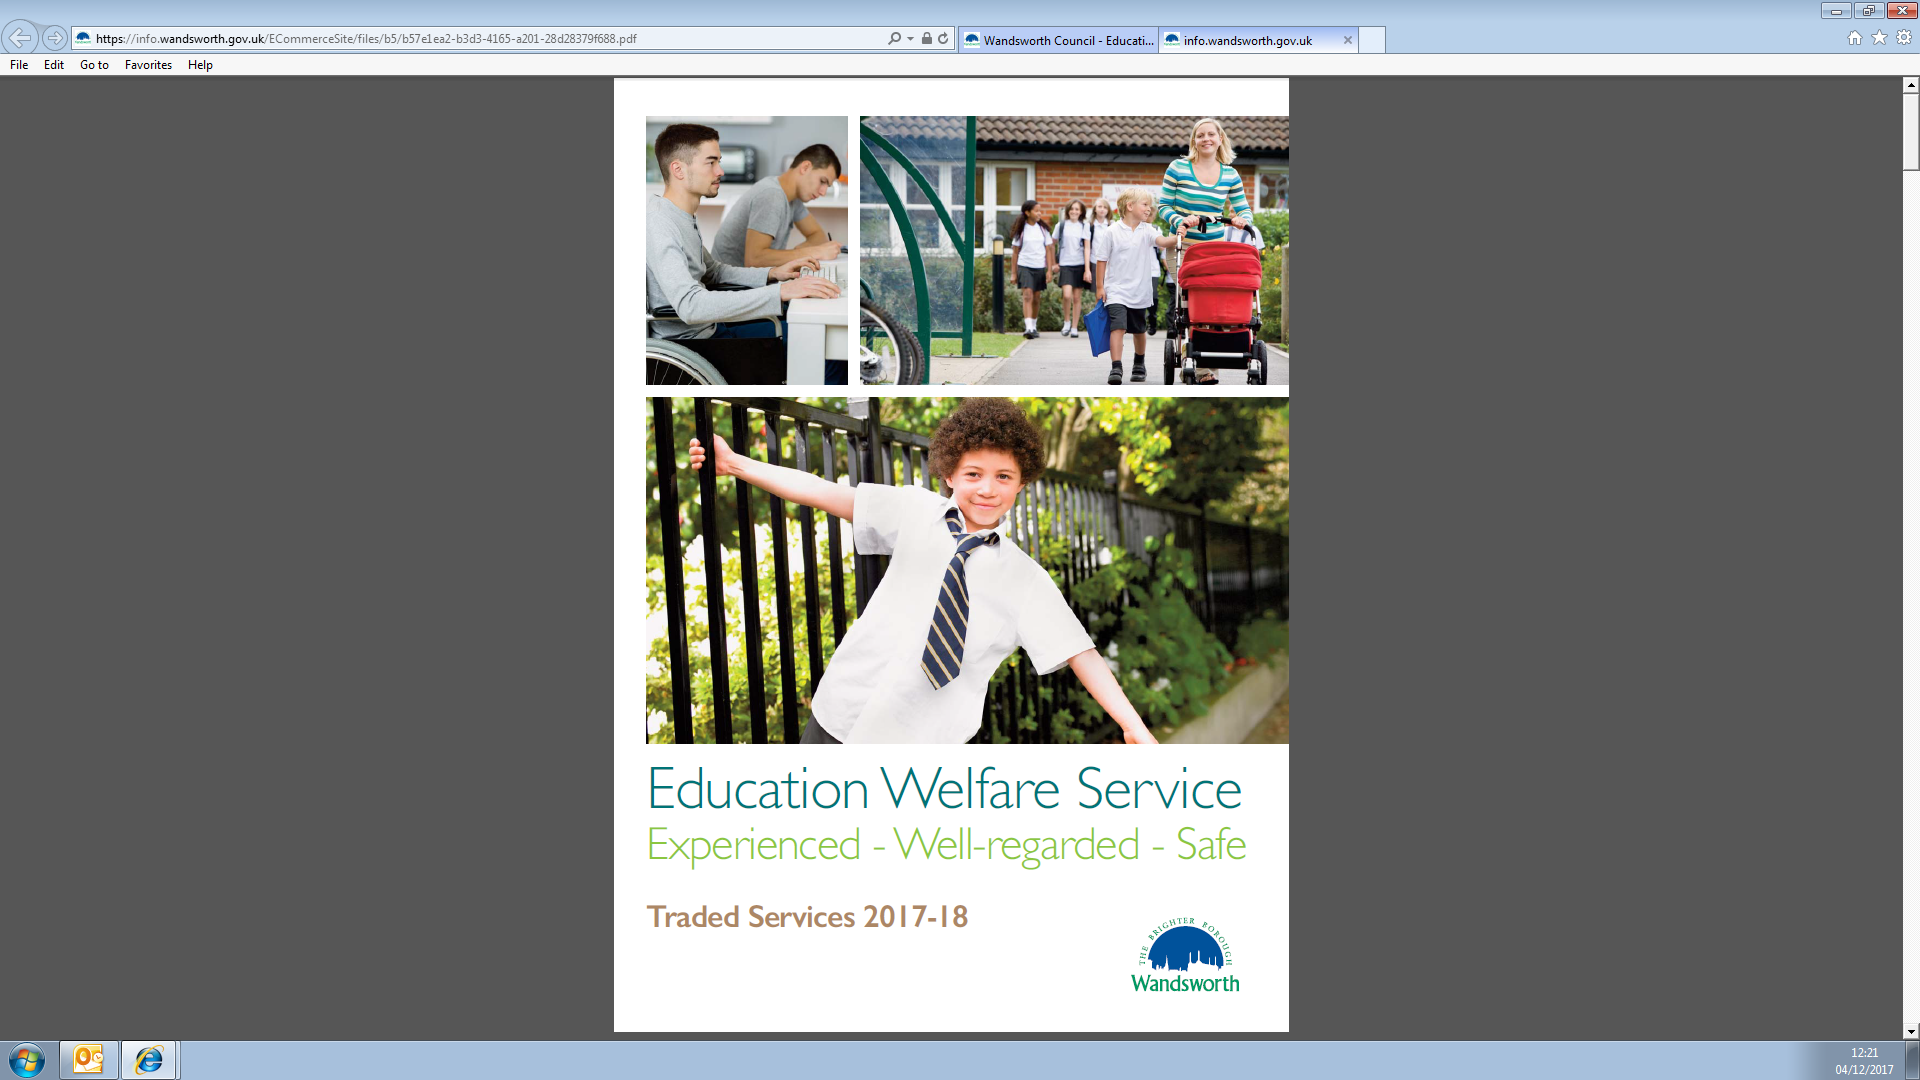 https://info.wandsworth.gov.uk/ECommerceSite/files/b5/b57e1ea2-b3d3-4165-a201-28d28379f688.pdf
Wandsworth Council - Educati...
info.wandsworth.gov.uk
File Edit Go to Favorites Help
Education Welfare Service
Experienced - Well-regarded - Safe
Traded Services 2017-18
THE BRIGHTER BOROUGH
Wandsworth
12:21
04/12/2017